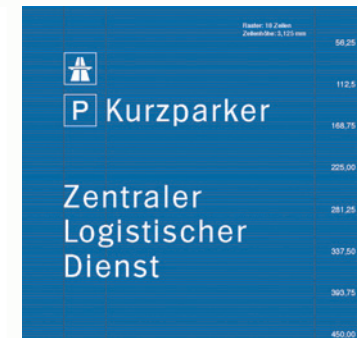 Raster: 18 Zeilen
Zeilenhöhe: 3,125 mm
56,25
112,5
P Kurzparker
168,75
225,00
Zentraler
281,25
Logistischer
337,50
Dienst
393,75
450,00